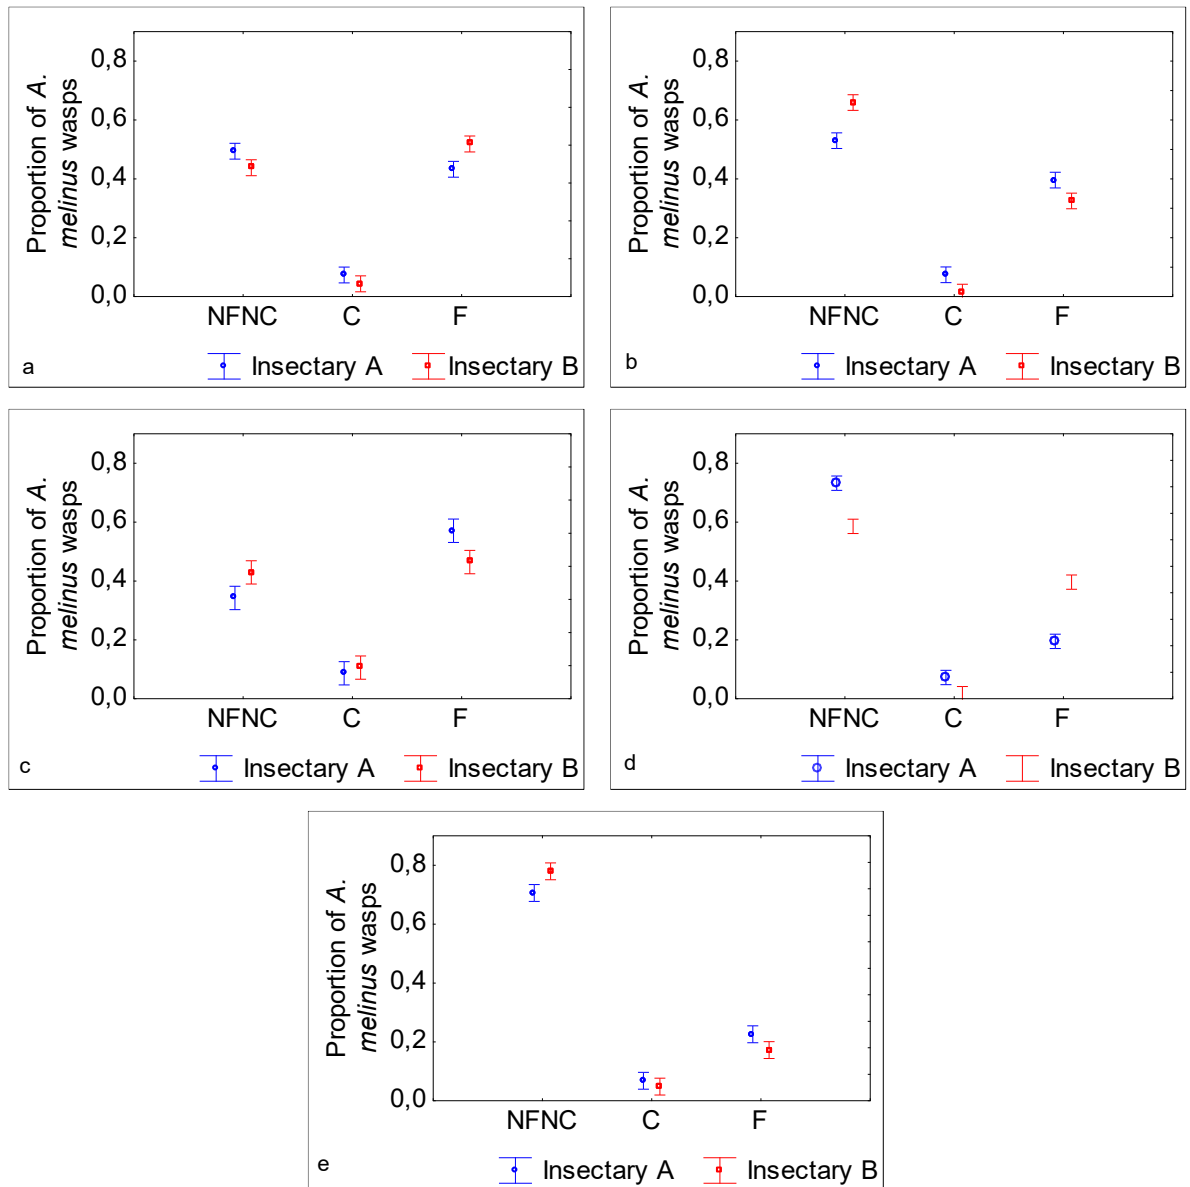 Proportion of A.
melinus wasps
0,8
0,6
0,4
0,2
0,0
NFNC C F
a
Insectary A Insectary B
Proportion of A.
melinus wasps
0,8
0,6
0,4
0,2
0,0
NFNC C F
b
Insectary A Insectary B
Proportion of A.
melinus wasps
0,8
0,6
0,4
0,2
0,0
NFNC C F
c
Insectary A Insectary B
Proportion of A.
melinus wasps
0,8
0,6
0,4
0,2
0,0
NFNC C F
d
Insectary A Insectary B
Proportion of A.
melinus wasps
0,8
0,6
0,4
0,2
0,0
NFNC C F
e
Insectary A Insectary B